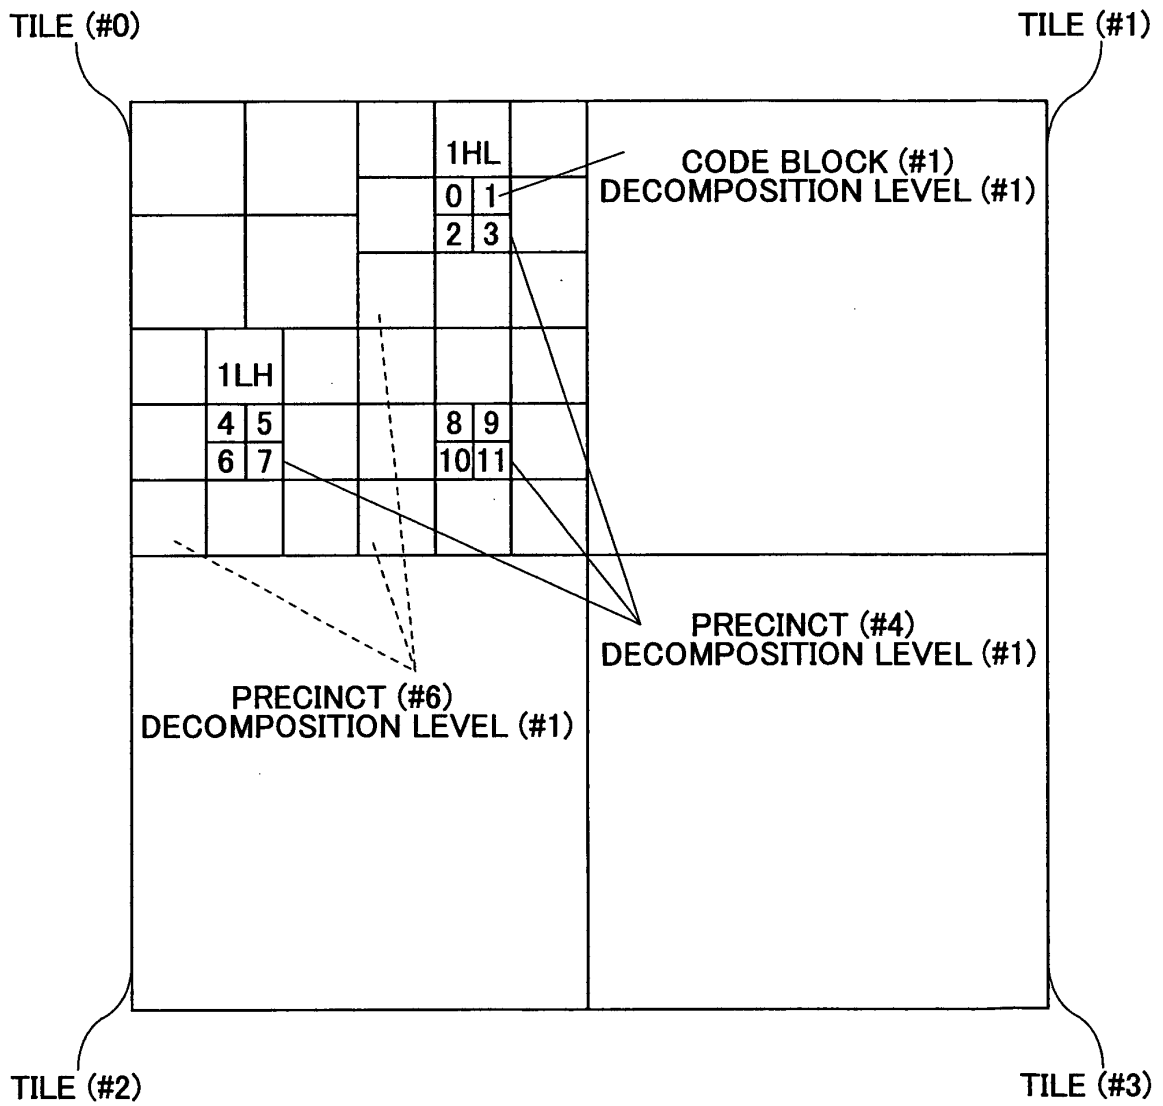 TILE (#0)
TILE (#1)
1HL
CODE BLOCK (#1)
DECOMPOSITION LEVEL (#1)
0 1
2 3
1LH
4 5
6 7
8 9
10 11
PRECINCT (#4)
DECOMPOSITION LEVEL (#1)
PRECINCT (#6)
DECOMPOSITION LEVEL (#1)
TILE (#2)
TILE (#3)